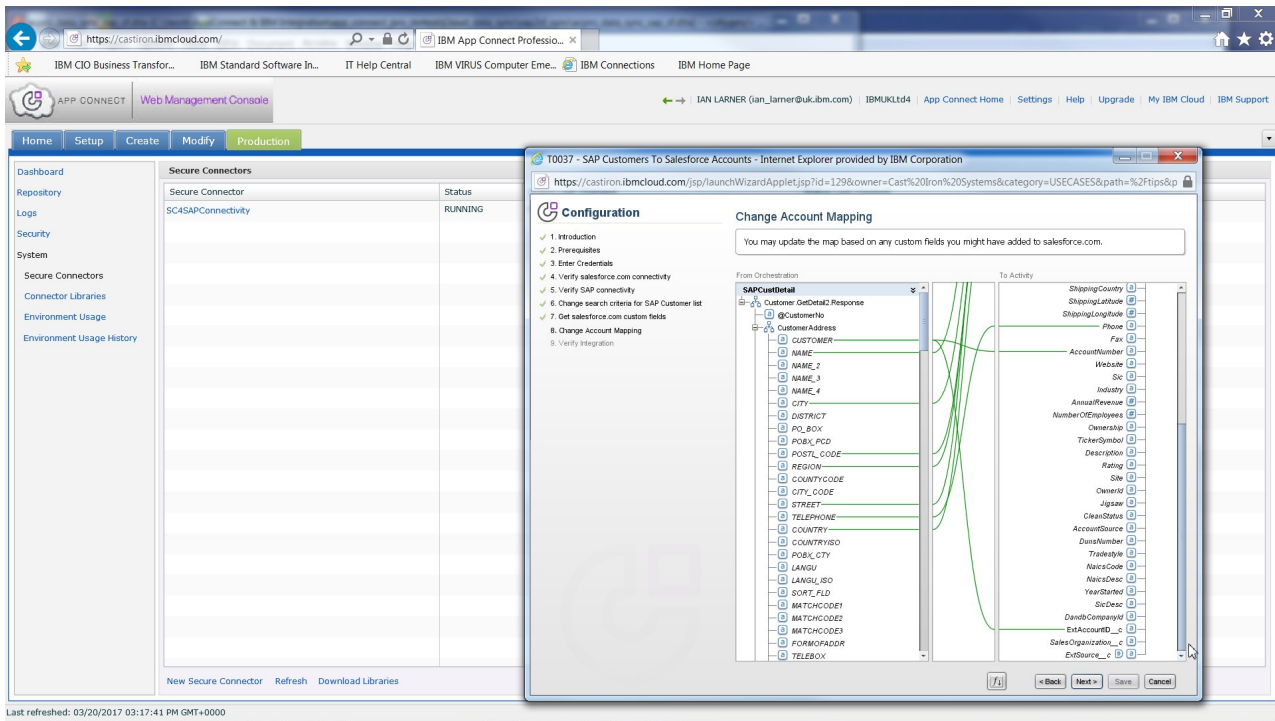 https://castiron.ibmcloud.com/
IBM App Connect Professio...
IBM CIO Business Transfor...
IBM Standard Software In...
IT Help Central
IBM VIRUS Computer Eme...
IBM Connections
IBM Home Page
APP CONNECT
Web Management Console
IAN LARNER (ian_larner@uk.ibm.com)
IBMUKLtd4
App Connect Home
Settings
Help
Upgrade
My IBM Cloud
IBM Support
Home
Setup
Create
Modify
Production
Dashboard
Repository
Logs
Security
System
Secure Connectors
Connector Libraries
Environment Usage
Environment Usage History
Secure Connectors
Secure Connector
Status
SC4SAPConnectivity
RUNNING
New Secure Connector
Refresh
Download Libraries
Last refreshed: 03/20/2017 03:17:41 PM GMT+0000
T0037 - SAP Customers To Salesforce Accounts - Internet Explorer provided by IBM Corporation
https://castiron.ibmcloud.com/jsp/launchWizardApplet.jsp?id=129&owner=Cast%20Iron%20Systems&category=USECASES&path=%2Ftips&p
Configuration
1. Introduction
2. Prerequisites
3. Enter Credentials
4. Verify salesforce.com connectivity
5. Verify SAP connectivity
6. Change search criteria for SAP Customer list
7. Get salesforce.com custom fields
8. Change Account Mapping
9. Verify Integration
Change Account Mapping
You may update the map based on any custom fields you might have added to salesforce.com.
From Orchestration
SAPCustDetail
Customer.GetDetail2.Response
@CustomerNo
CustomerAddress
CUSTOMER
NAME
NAME_2
NAME_3
NAME_4
CITY
DISTRICT
PO_BOX
POBX_PCD
POSTL_CODE
REGION
COUNTYCODE
CITY_CODE
STREET
TELEPHONE
COUNTRY
COUNTRYISO
POBX_CTY
LANGU
LANGU_ISO
SORT_FLD
MATCHCODE1
MATCHCODE2
MATCHCODE3
FORMOFADDR
TELEBOX
To Activity
ShippingCountry
ShippingLatitude
ShippingLongitude
Phone
Fax
AccountNumber
Website
Sic
Industry
AnnualRevenue
NumberOfEmployees
Ownership
TickerSymbol
Description
Rating
Site
OwnerId
Jigsaw
CleanStatus
AccountSource
DunsNumber
Tradestyle
NaicsCode
NaicsDesc
YearStarted
SicDesc
DandbCompanyId
ExtAccountID__c
SalesOrganization__c
ExtSource__c
< Back
Next >
Save
Cancel